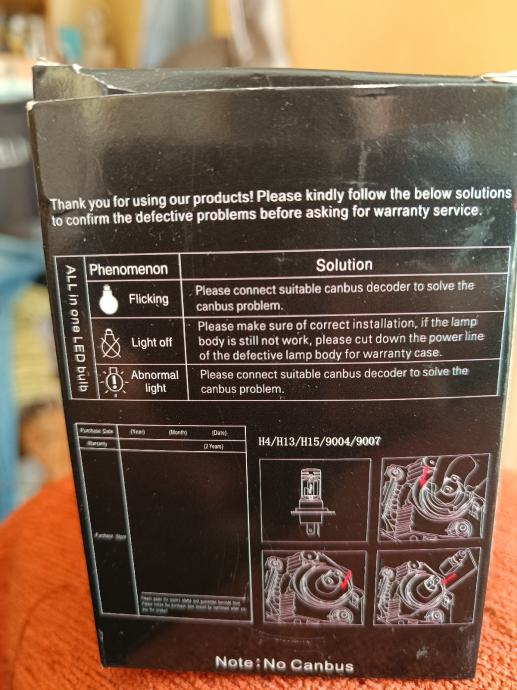 Thank you for using our products! Please kindly follow the below solutions
to confirm the defective problems before asking for warranty service.
ALL in one LED bulb
Phenomenon
Solution
Flicking
Please connect suitable canbus decoder to solve the
canbus problem.
Light off
Please make sure of correct installation, if the lamp
body is still not work, please cut down the power line
of the defective lamp body for warranty case.
Abnormal
light
Please connect suitable canbus decoder to solve the
canbus problem.
Purchase Date
(Year)
(Month)
(Date)
Warranty
(2 Years)
Purchase Store
H4/H13/H15/9004/9007
Note:No Canbus